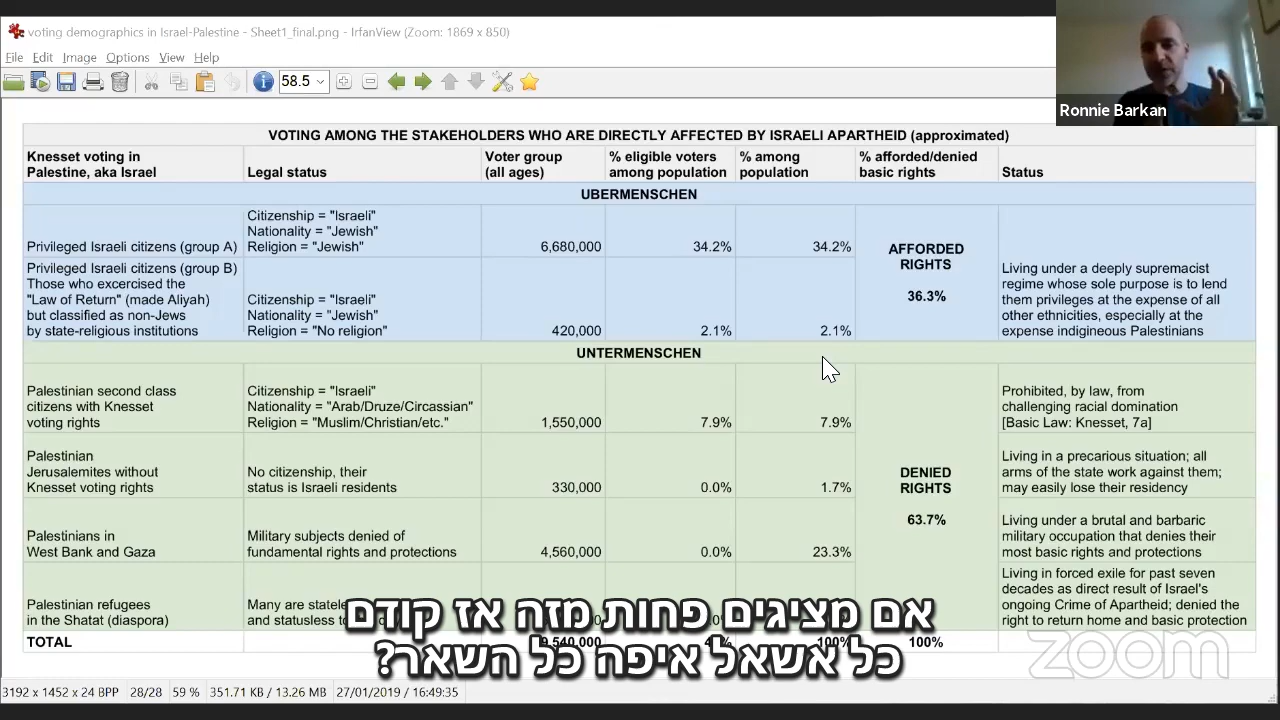 voting demographics in Israel-Palestine - Sheet1_final.png - IrfanView (Zoom: 1869 x 850)
File Edit Image Options View Help
58.5
Ronnie Barkan
VOTING AMONG THE STAKEHOLDERS WHO ARE DIRECTLY AFFECTED BY ISRAELI APARTHEID (approximated)
Knesset voting in
Palestine, aka Israel
Legal status
Voter group
(all ages)
% eligible voters
among population
% among
population
% afforded/denied
basic rights
Status
UBERMENSCHEN
Privileged Israeli citizens (group A)
Citizenship = "Israeli"
Nationality = "Jewish"
Religion = "Jewish"
6,680,000
34.2%
34.2%
AFFORDED
RIGHTS
36.3%
Living under a deeply supremacist
regime whose sole purpose is to lend
them privileges at the expense of all
other ethnicities, especially at the
expense indigineous Palestinians
Privileged Israeli citizens (group B)
Those who excercised the
"Law of Return" (made Aliyah)
but classified as non-Jews
by state-religious institutions
Citizenship = "Israeli"
Nationality = "Jewish"
Religion = "No religion"
420,000
2.1%
2.1%
UNTERMENSCHEN
Palestinian second class
citizens with Knesset
voting rights
Citizenship = "Israeli"
Nationality = "Arab/Druze/Circassian"
Religion = "Muslim/Christian/etc."
1,550,000
7.9%
7.9%
DENIED
RIGHTS
63.7%
Prohibited, by law, from
challenging racial domination
[Basic Law: Knesset, 7a]
Palestinian
Jerusalemites without
Knesset voting rights
No citizenship, their
status is Israeli residents
330,000
0.0%
1.7%
Living in a precarious situation; all
arms of the state work against them;
may easily lose their residency
Palestinians in
West Bank and Gaza
Military subjects denied of
fundamental rights and protections
4,560,000
0.0%
23.3%
Living under a brutal and barbaric
military occupation that denies their
most basic rights and protections
Palestinian refugees
in the Shatat (diaspora)
Many are
Living in forced exile for past seven
decades as direct result of Israel's
ongoing Crime of Apartheid; denied the
right to return home and basic protection
TOTAL
100%
100%
אם מציגים פחות מזה אז קודם
כל אשאל איפה כל השאר?
zoom
3192 x 1452 x 24 BPP 28/28 59 % 351.71 KB / 13.26 MB 27/01/2019 / 16:49:35